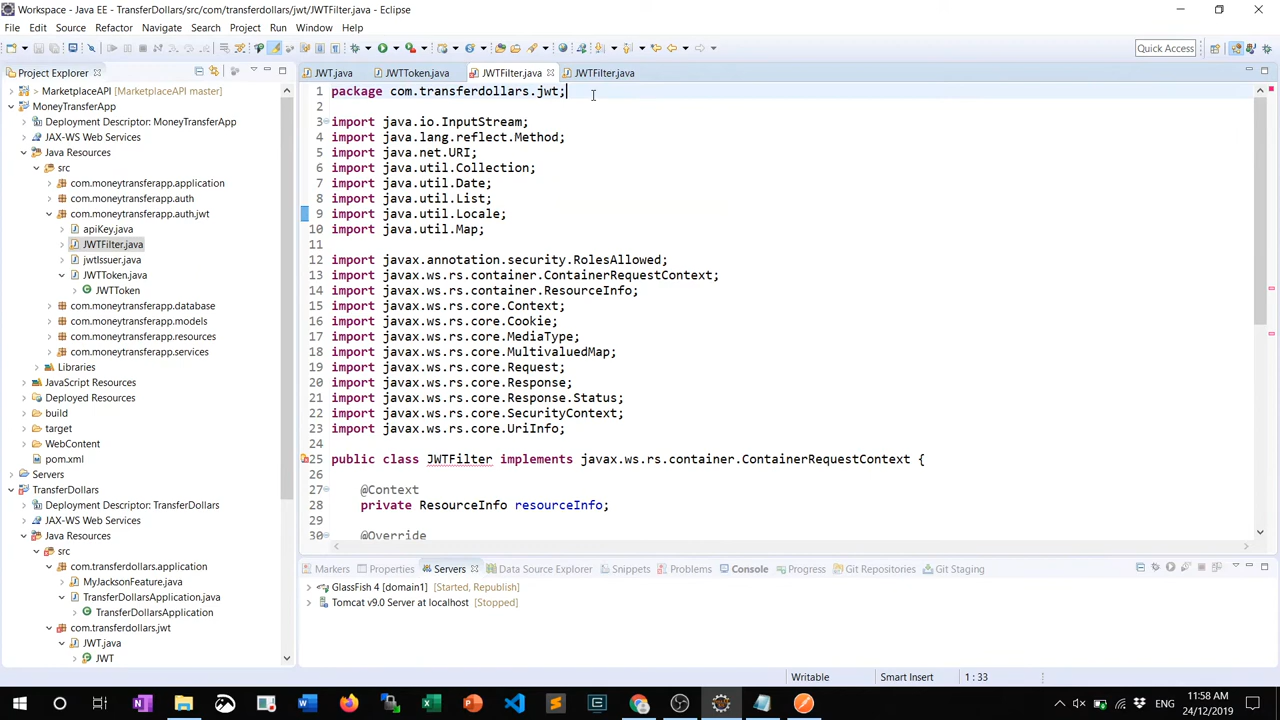 Workspace - Java EE - TransferDollars/src/com/transferdollars/jwt/JWTFilter.java - Eclipse
File Edit Source Refactor Navigate Search Project Run Window Help
Quick Access
Project Explorer
MarketplaceAPI [MarketplaceAPI master]
MoneyTransferApp
Deployment Descriptor: MoneyTransferApp
JAX-WS Web Services
Java Resources
src
com.moneytransferapp.application
com.moneytransferapp.auth
com.moneytransferapp.auth.jwt
apiKey.java
JWTFilter.java
jwtIssuer.java
JWTToken.java
JWTToken
com.moneytransferapp.database
com.moneytransferapp.models
com.moneytransferapp.resources
com.moneytransferapp.services
Libraries
JavaScript Resources
Deployed Resources
build
target
WebContent
pom.xml
Servers
TransferDollars
Deployment Descriptor: TransferDollars
JAX-WS Web Services
Java Resources
src
com.transferdollars.application
MyJacksonFeature.java
TransferDollarsApplication.java
TransferDollarsApplication
com.transferdollars.jwt
JWT.java
JWT
JWT.java JWTToken.java JWTFilter.java JWTFilter.java
1 package com.transferdollars.jwt;
2
3 import java.io.InputStream;
4 import java.lang.reflect.Method;
5 import java.net.URI;
6 import java.util.Collection;
7 import java.util.Date;
8 import java.util.List;
9 import java.util.Locale;
10 import java.util.Map;
11
12 import javax.annotation.security.RolesAllowed;
13 import javax.ws.rs.container.ContainerRequestContext;
14 import javax.ws.rs.container.ResourceInfo;
15 import javax.ws.rs.core.Context;
16 import javax.ws.rs.core.Cookie;
17 import javax.ws.rs.core.MediaType;
18 import javax.ws.rs.core.MultivaluedMap;
19 import javax.ws.rs.core.Request;
20 import javax.ws.rs.core.Response;
21 import javax.ws.rs.core.Response.Status;
22 import javax.ws.rs.core.SecurityContext;
23 import javax.ws.rs.core.UriInfo;
24
25 public class JWTFilter implements javax.ws.rs.container.ContainerRequestContext {
26
27 @Context
28 private ResourceInfo resourceInfo;
29
30 @Override
Markers Properties Servers Data Source Explorer Snippets Problems Console Progress Git Repositories Git Staging
GlassFish 4 [domain1] [Started, Republish]
Tomcat v9.0 Server at localhost [Stopped]
Writable Smart Insert 1 : 33
ENG 11:58 AM
24/12/2019